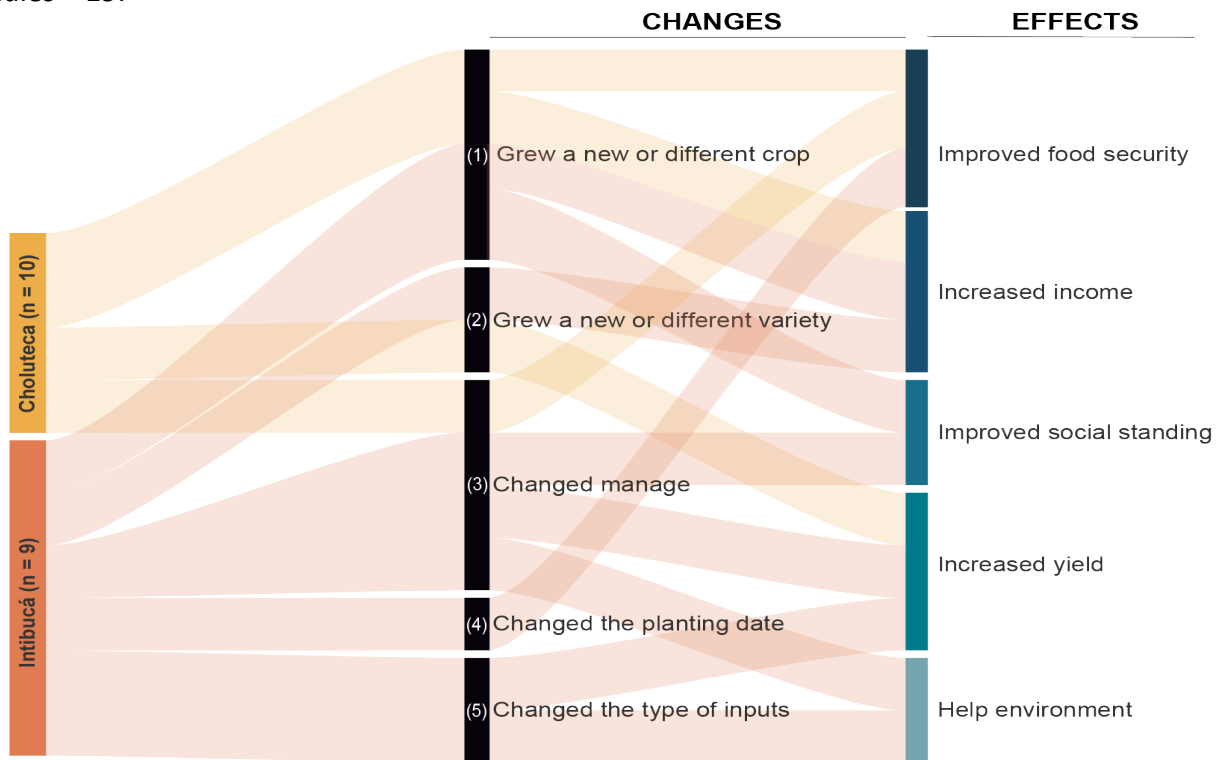 CHANGES
EFFECTS
Choluteca (n = 10)
Intibucá (n = 9)
(1) Grew a new or different crop
(2) Grew a new or different variety
(3) Changed manage
(4) Changed the planting date
(5) Changed the type of inputs
Improved food security
Increased income
Improved social standing
Increased yield
Help environment